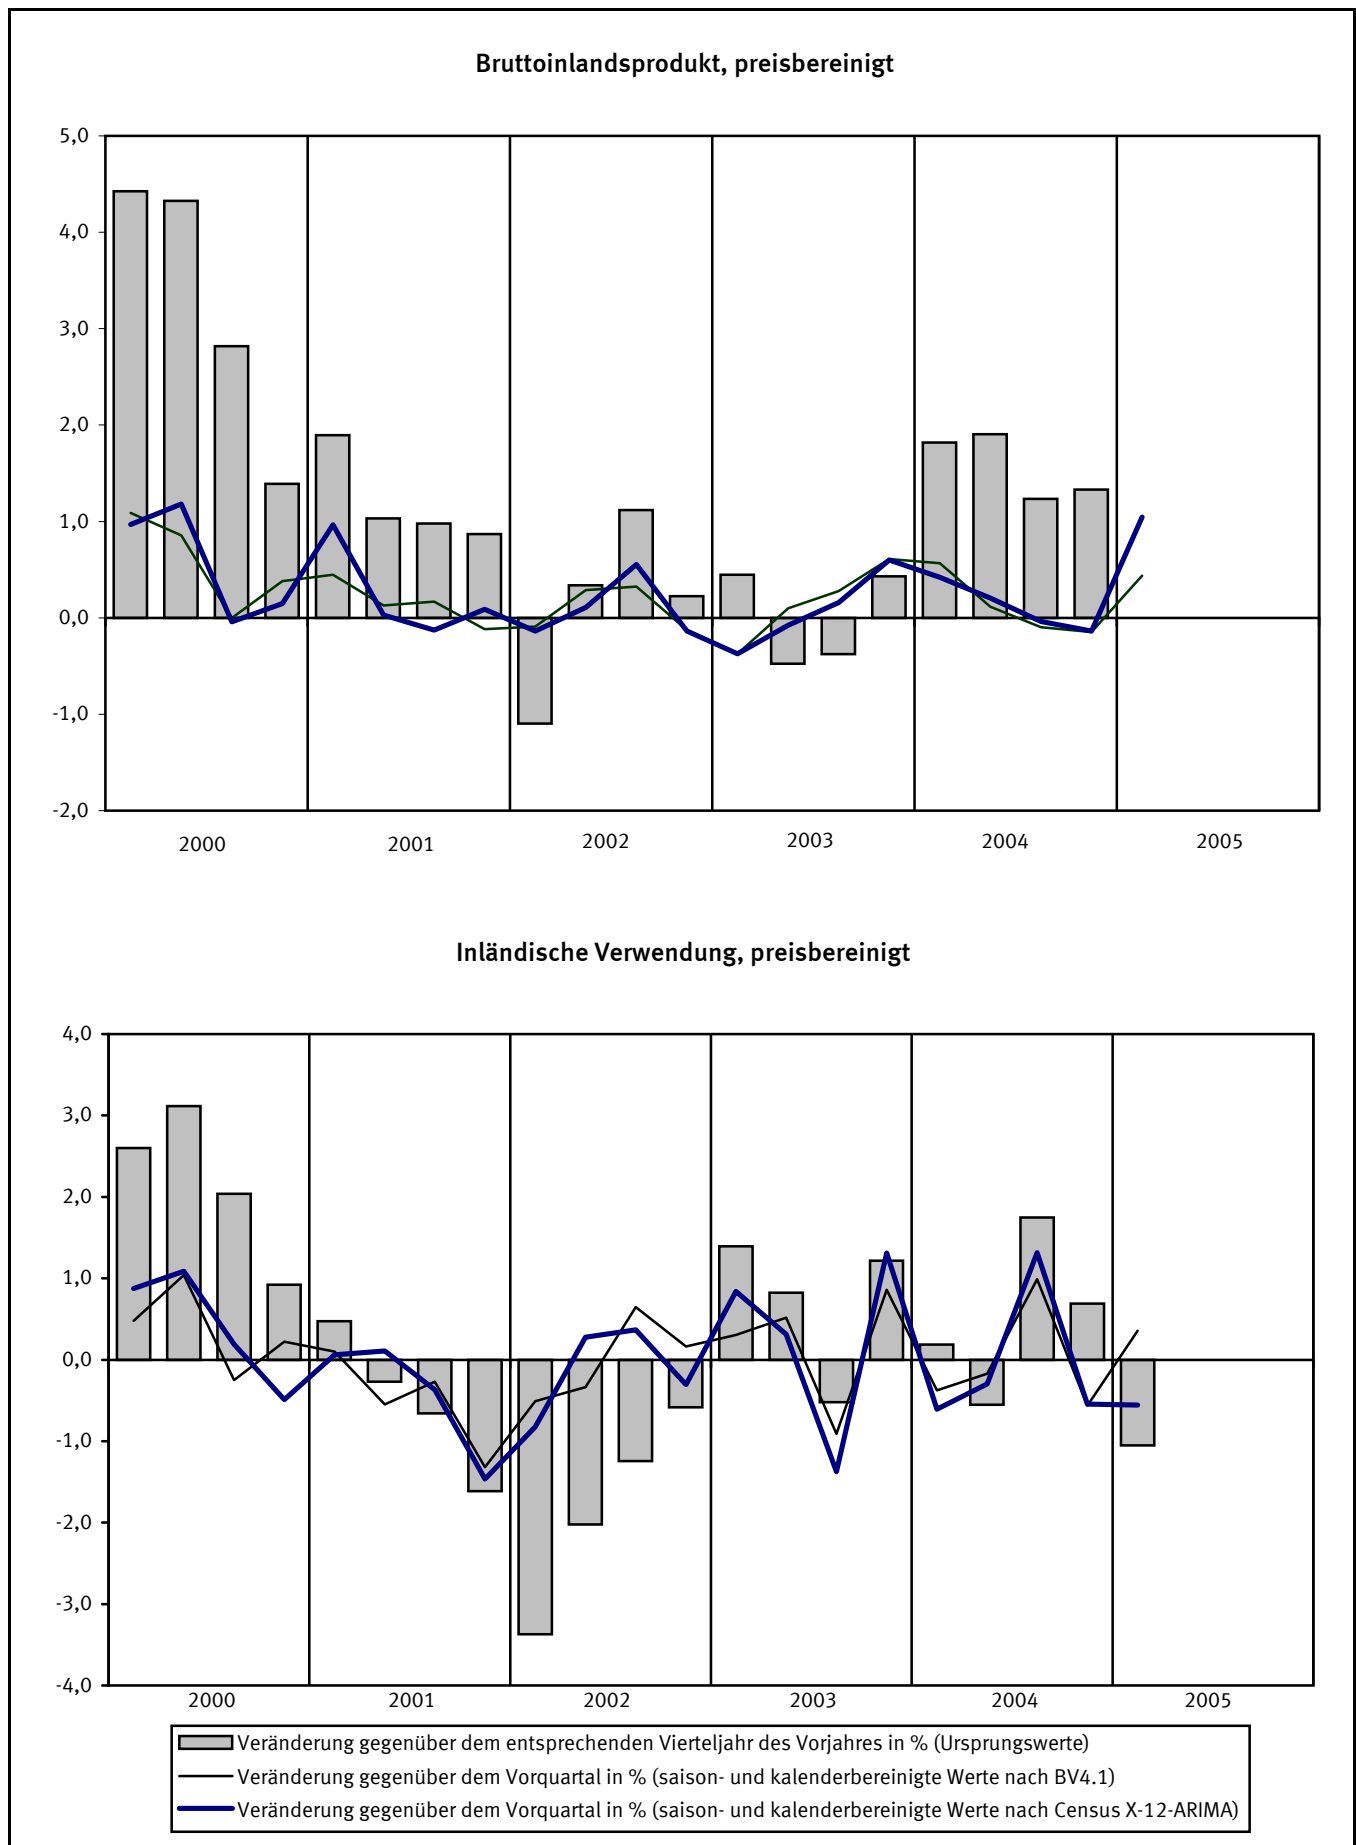 Bruttoinlandsprodukt, preisbereinigt
5,0
4,0
3,0
2,0
1,0
0,0
-1,0
-2,0
2000 2001 2002 2003 2004 2005
Inländische Verwendung, preisbereinigt
4,0
3,0
2,0
1,0
0,0
-1,0
-2,0
-3,0
-4,0
2000 2001 2002 2003 2004 2005
Veränderung gegenüber dem entsprechenden Vierteljahr des Vorjahres in % (Ursprungswerte)
Veränderung gegenüber dem Vorquartal in % (saison- und kalenderbereinigte Werte nach BV4.1)
Veränderung gegenüber dem Vorquartal in % (saison- und kalenderbereinigte Werte nach Census X-12-ARIMA)